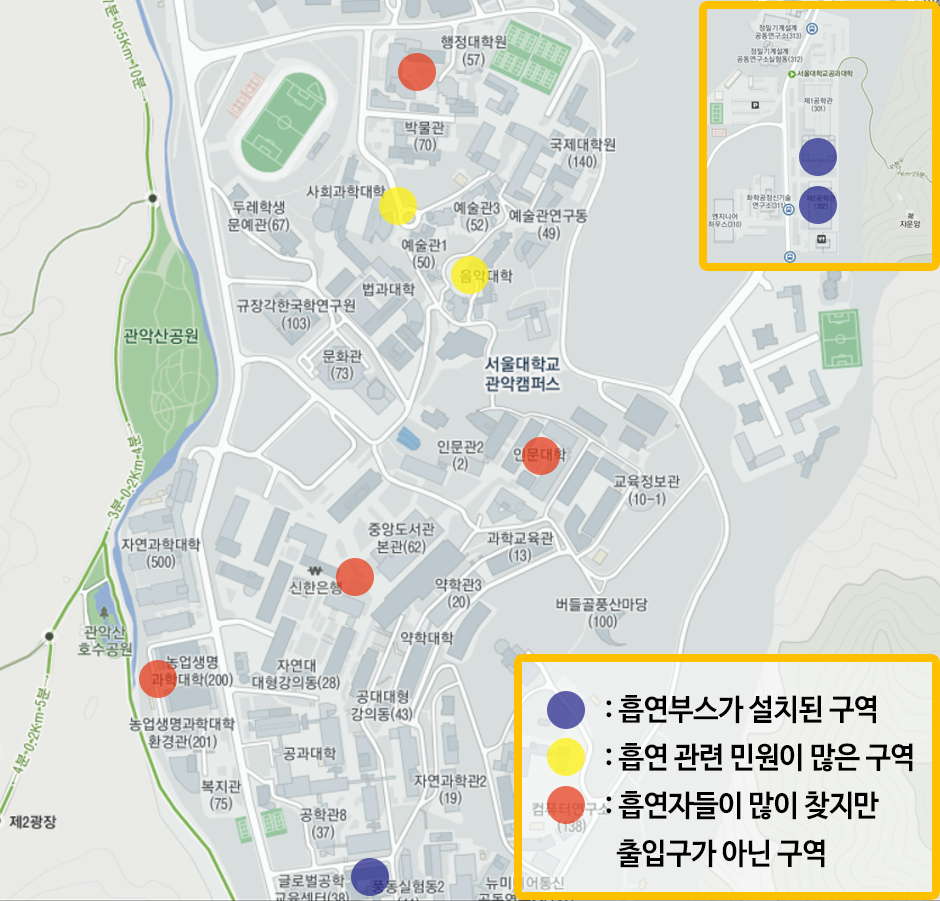 7분·0.5Km·10분
행정대학원
(57)
정밀기계설계
공동연구소(313)
정밀기계설계
공동연구소실험동(312)
서울대학교공과대학
제1공학관
(301)
P
박물관
(70)
국제대학원
(140)
사회과학대학
두레학생
문예관(67)
예술관3
(52)
예술관연구동
(49)
화학공정신기술
연구소(311)
제2공학관
(302)
엔지니어
하우스(310)
자운암
예술관1
(50)
음악대학
법과대학
규장각한국학연구원
(103)
관악산공원
문화관
(73)
서울대학교
관악캠퍼스
인문관2
(2)
인문대학
교육정보관
(10-1)
3분·0.2Km·4분
중앙도서관
본관(62)
과학교육관
(13)
자연과학대학
(500)
신한은행
약학관3
(20)
버들골풍산마당
(100)
관악산
호수공원
약학대학
농업생명
과학대학(200)
자연대
대형강의동(28)
공대대형
강의동(43)
4분·0.2Km·5분
농업생명과학대학
환경관(201)
공과대학
복지관
(75)
자연과학관2
(19)
제2광장
공학관8
(37)
컴퓨터연구소
(138)
글로벌공학
교육센터(38)
풍동실험동2
(44)
뉴미디어통신
: 흡연부스가 설치된 구역
: 흡연 관련 민원이 많은 구역
: 흡연자들이 많이 찾지만
출입구가 아닌 구역